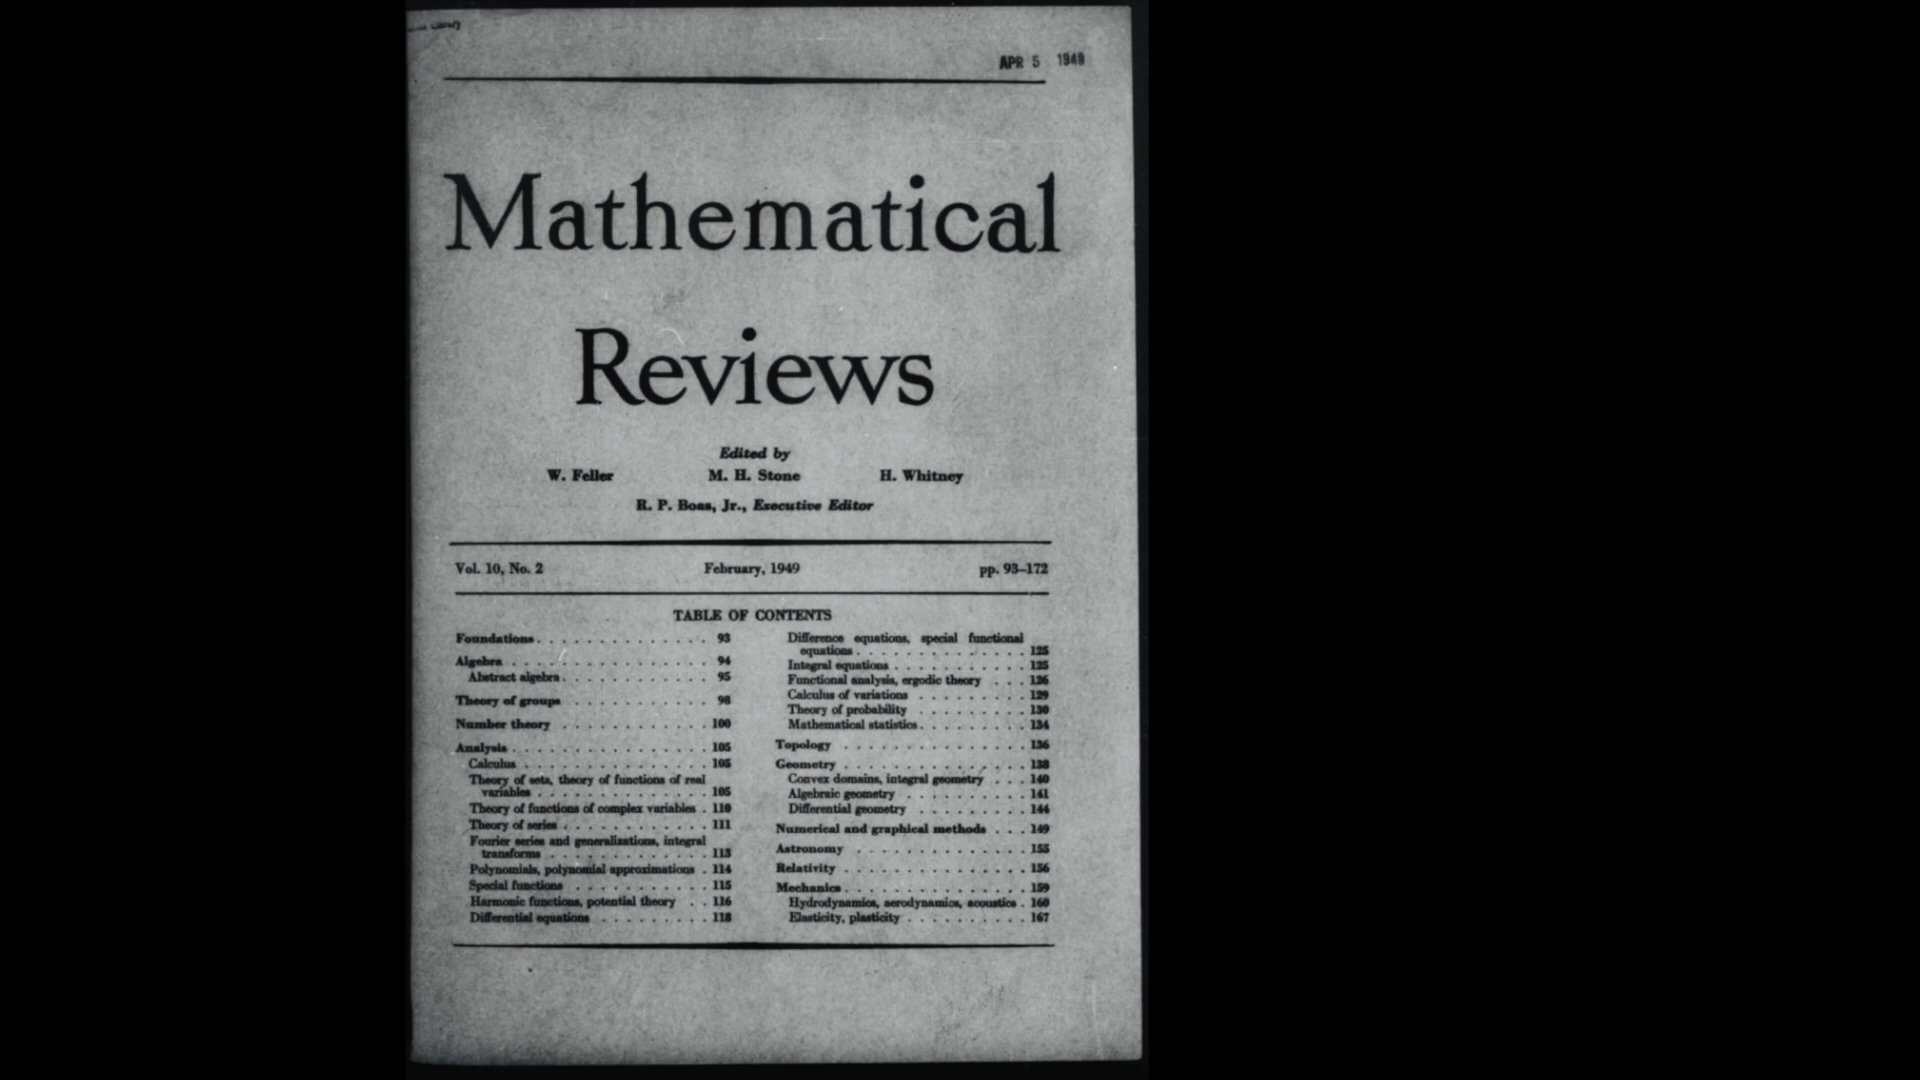 APR 5 1949
Mathematical
Reviews
Edited by
W. Feller M. H. Stone H. Whitney
R. P. Boas, Jr., Executive Editor
Vol. 10, No. 2 February, 1949 pp. 93–172
TABLE OF CONTENTS
Foundations . . . . . . . . . . . . . . 93
Algebra . . . . . . . . . . . . . . . . 94
Abstract algebra . . . . . . . . . . . . 95
Theory of groups . . . . . . . . . . . 98
Number theory . . . . . . . . . . . . 100
Analysis . . . . . . . . . . . . . . . . 105
Calculus . . . . . . . . . . . . . . . 105
Theory of sets, theory of functions of real
variables . . . . . . . . . . . . . . 105
Theory of functions of complex variables . 110
Theory of series . . . . . . . . . . . . 111
Fourier series and generalizations, integral
transforms . . . . . . . . . . . . . 113
Polynomials, polynomial approximations . 114
Special functions . . . . . . . . . . . 115
Harmonic functions, potential theory . . 116
Differential equations . . . . . . . . . 118
Difference equations, special functional
equations . . . . . . . . . . . . . . 125
Integral equations . . . . . . . . . . . 125
Functional analysis, ergodic theory . . . 126
Calculus of variations . . . . . . . . . 129
Theory of probability . . . . . . . . . 130
Mathematical statistics . . . . . . . . . 134
Topology . . . . . . . . . . . . . . . 136
Geometry . . . . . . . . . . . . . . . 138
Convex domains, integral geometry . . . 140
Algebraic geometry . . . . . . . . . . 141
Differential geometry . . . . . . . . . 144
Numerical and graphical methods . . . 149
Astronomy . . . . . . . . . . . . . . 155
Relativity . . . . . . . . . . . . . . . 156
Mechanics . . . . . . . . . . . . . . . 159
Hydrodynamics, aerodynamics, acoustics . 160
Elasticity, plasticity . . . . . . . . . . 167